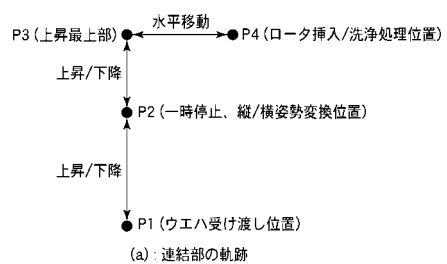 水平移動
P3 (上昇最上部)
P4 (ロータ挿入/洗浄処理位置)
上昇/下降
P2 (一時停止、縦/横姿勢変換位置)
上昇/下降
P1 (ウエハ受け渡し位置)
(a) : 連結部の軌跡